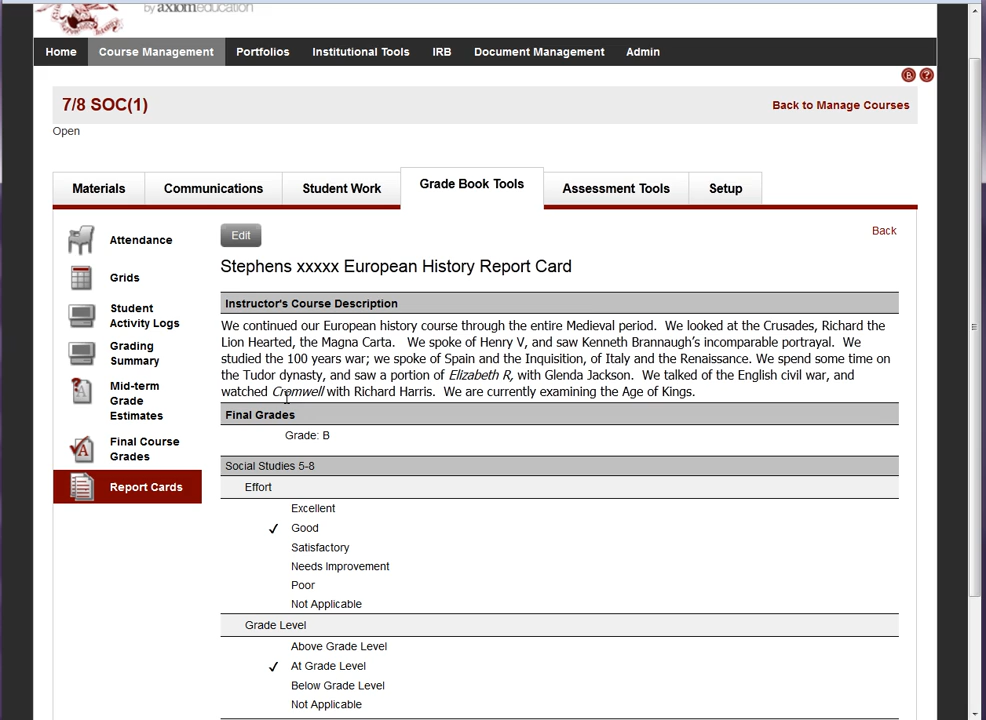 by axiomeducation
Home Course Management Portfolios Institutional Tools IRB Document Management Admin
B ?
7/8 SOC(1) Back to Manage Courses
Open
Materials Communications Student Work Grade Book Tools Assessment Tools Setup
Attendance
Grids
Student
Activity Logs
Grading
Summary
Mid-term
Grade
Estimates
Final Course
Grades
Report Cards
Edit Back
Stephens xxxxx European History Report Card
Instructor's Course Description
We continued our European history course through the entire Medieval period. We looked at the Crusades, Richard the
Lion Hearted, the Magna Carta. We spoke of Henry V, and saw Kenneth Brannaugh's incomparable portrayal. We
studied the 100 years war; we spoke of Spain and the Inquisition, of Italy and the Renaissance. We spend some time on
the Tudor dynasty, and saw a portion of Elizabeth R, with Glenda Jackson. We talked of the English civil war, and
watched Cromwell with Richard Harris. We are currently examining the Age of Kings.
Final Grades
Grade: B
Social Studies 5-8
Effort
Excellent
✓ Good
Satisfactory
Needs Improvement
Poor
Not Applicable
Grade Level
Above Grade Level
✓ At Grade Level
Below Grade Level
Not Applicable